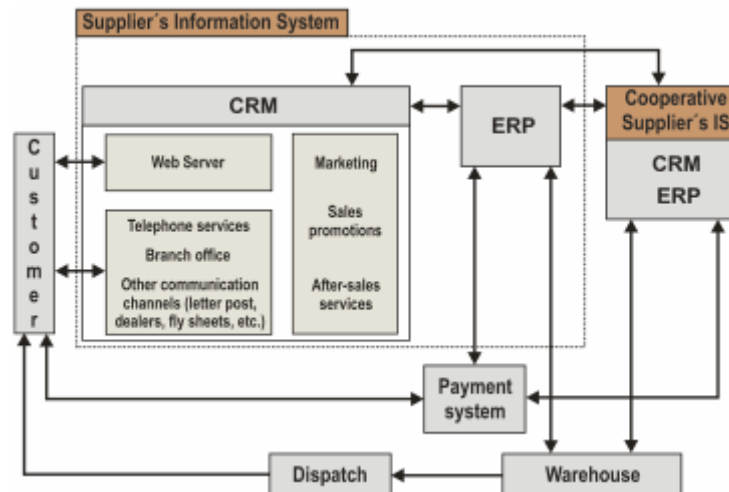 Supplier´s Information System
CRM
ERP
Cooperative
Supplier´s IS
CRM
ERP
Customer
Web Server
Telephone services
Branch office
Other communication
channels (letter post,
dealers, fly sheets, etc.)
Marketing
Sales
promotions
After-sales
services
Payment
system
Dispatch
Warehouse